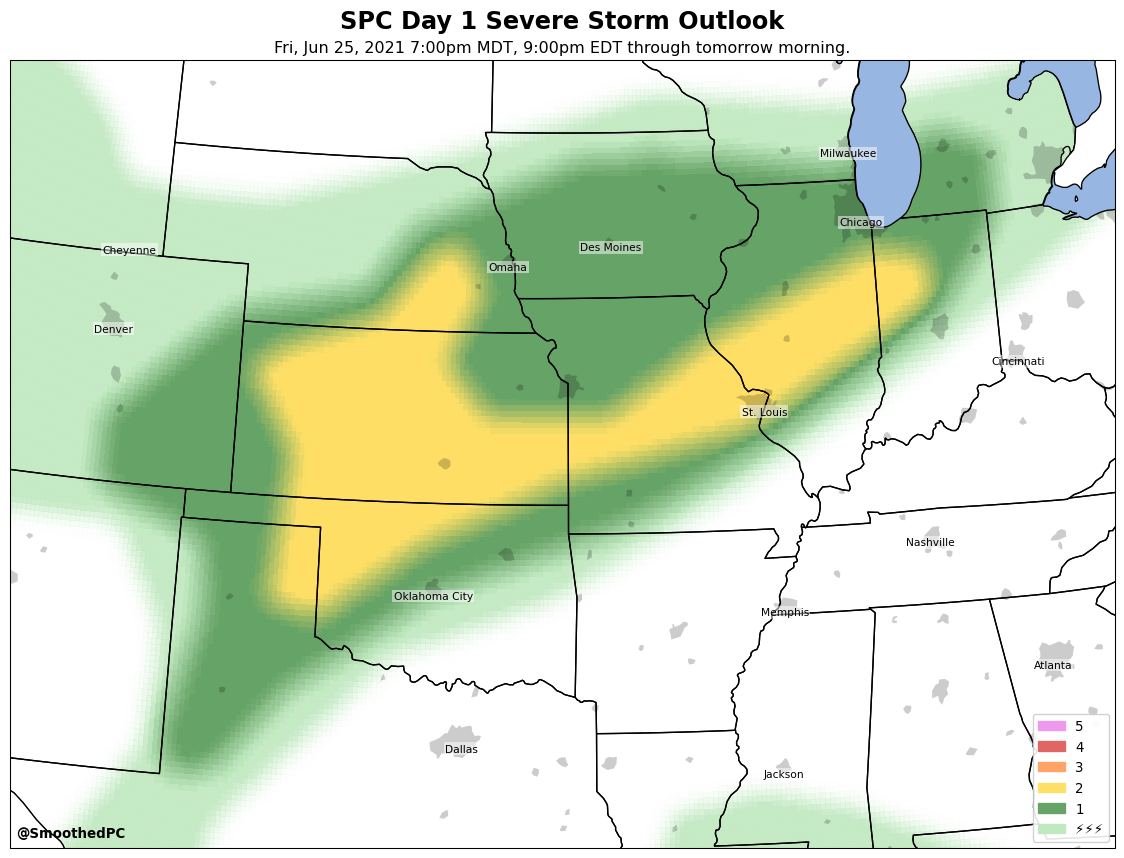 SPC Day 1 Severe Storm Outlook
Fri, Jun 25, 2021 7:00pm MDT, 9:00pm EDT through tomorrow morning.
Milwaukee
Chicago
Cheyenne
Des Moines
Omaha
Denver
Cincinnati
St. Louis
Nashville
Oklahoma City
Memphis
Atlanta
Dallas
Jackson
5
4
3
2
1
⚡⚡⚡
@SmoothedPC